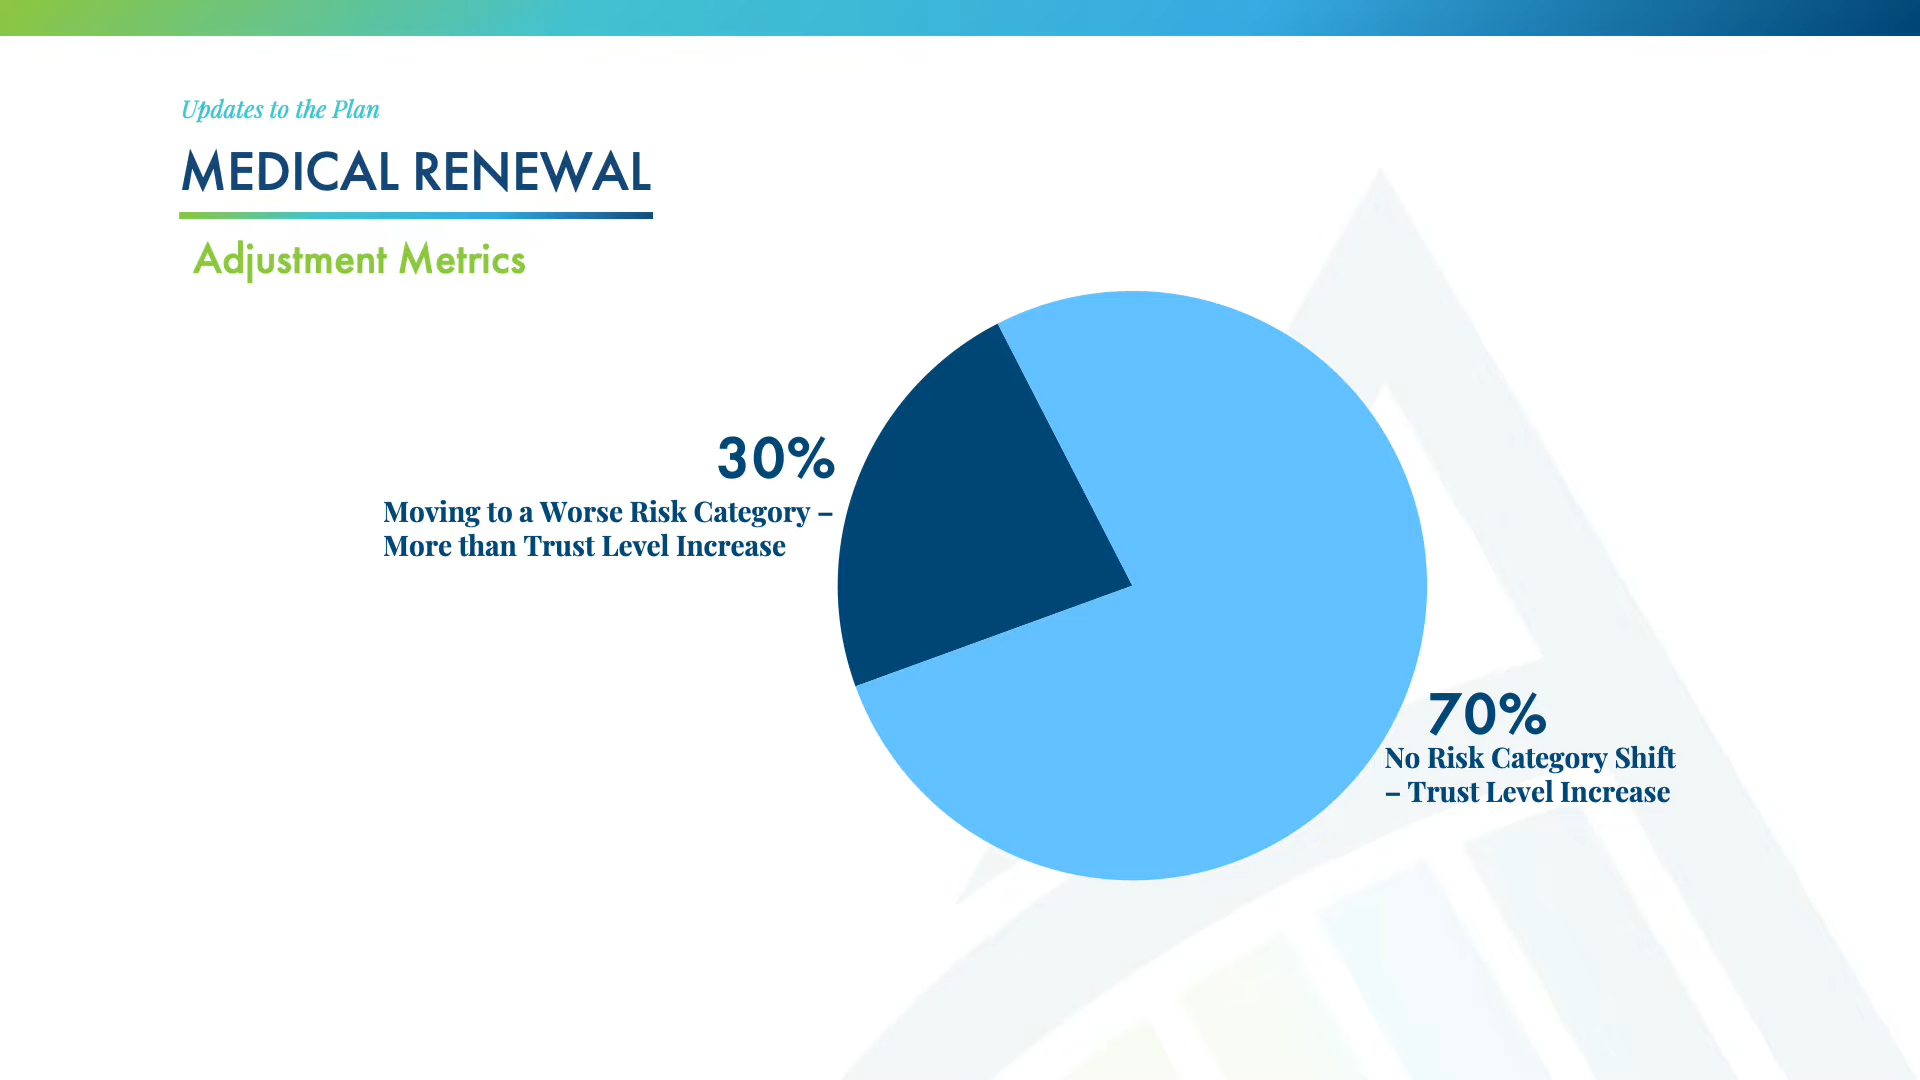 Updates to the Plan
MEDICAL RENEWAL
Adjustment Metrics
30%
Moving to a Worse Risk Category –
More than Trust Level Increase
70%
No Risk Category Shift
– Trust Level Increase